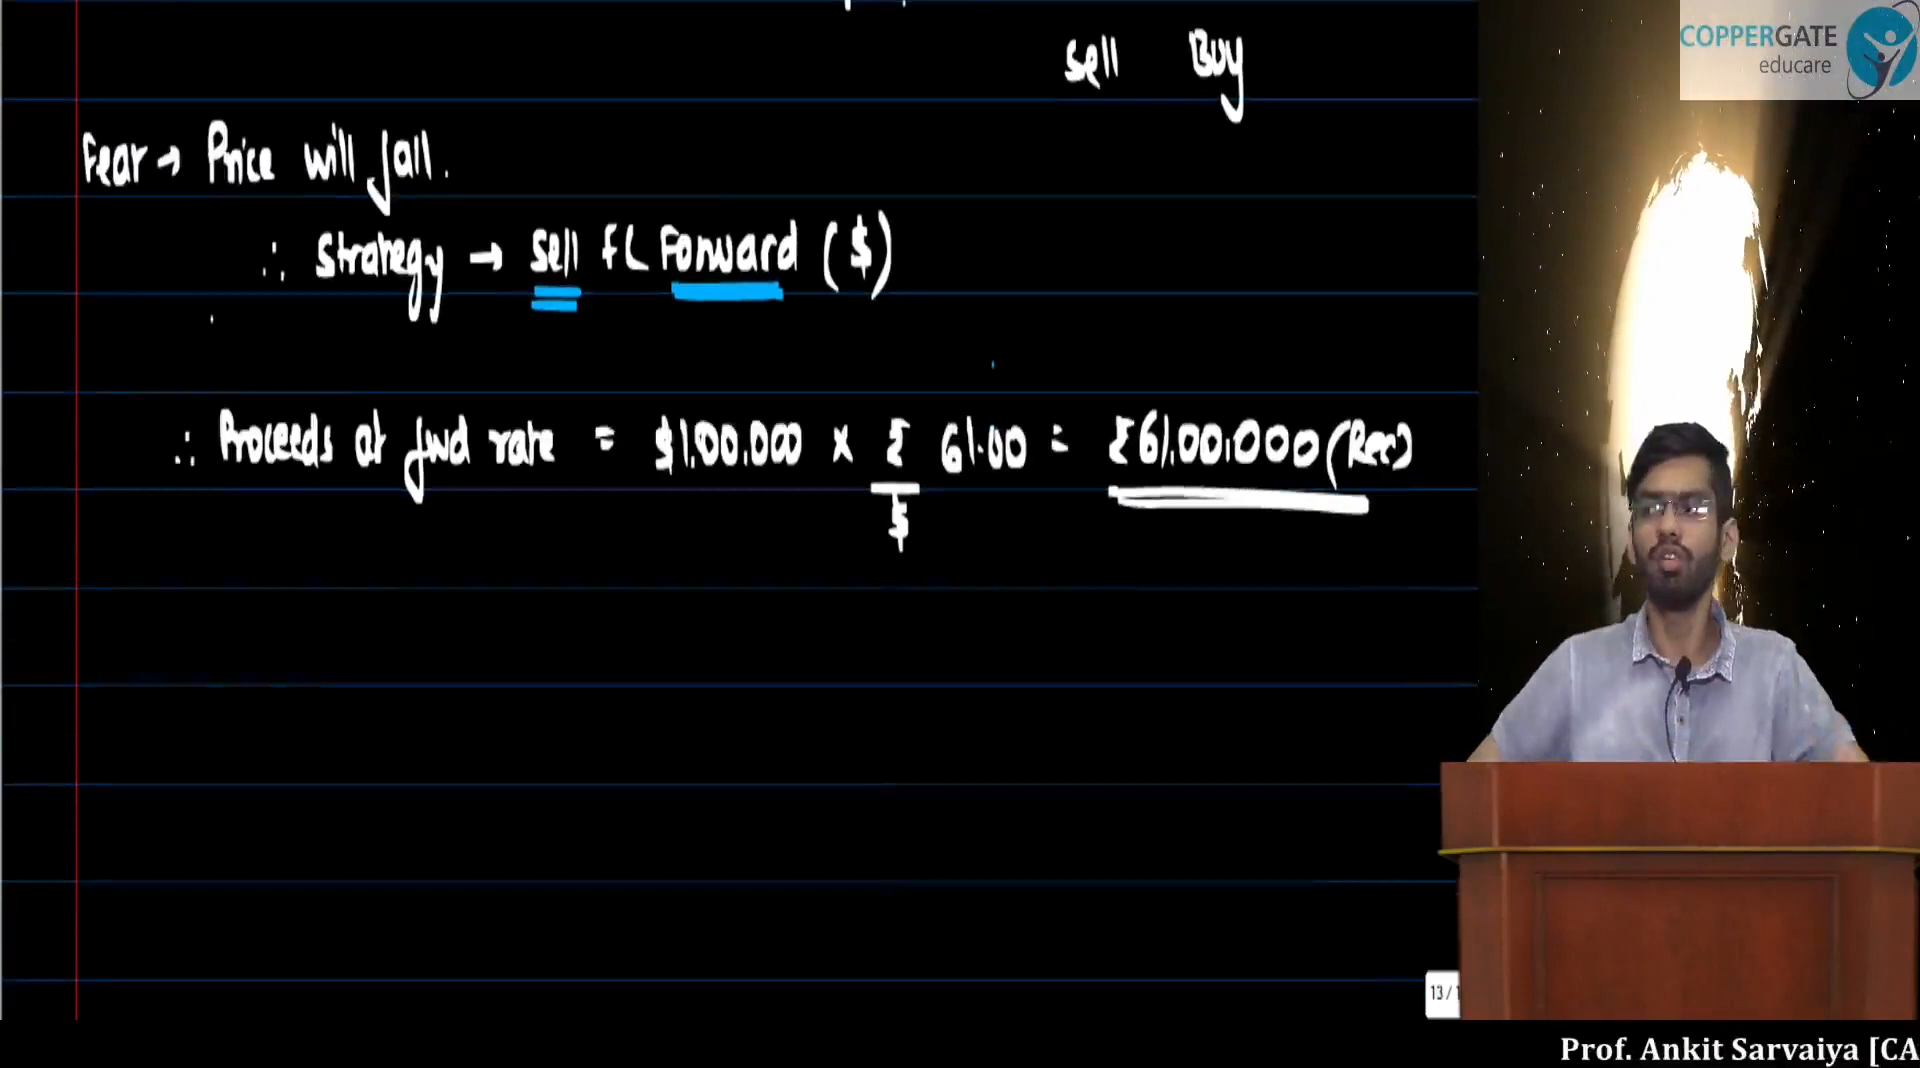 sell Buy
COPPERGATE
educare
Fear → Price will fall.
∴ Strategy → Sell FC Forward ($)
∴ Proceeds at fwd rate = $1,00,000 × ₹/$ 61.00 = ₹61,00,000 (Rec)
13 / 1
Prof. Ankit Sarvaiya [CA